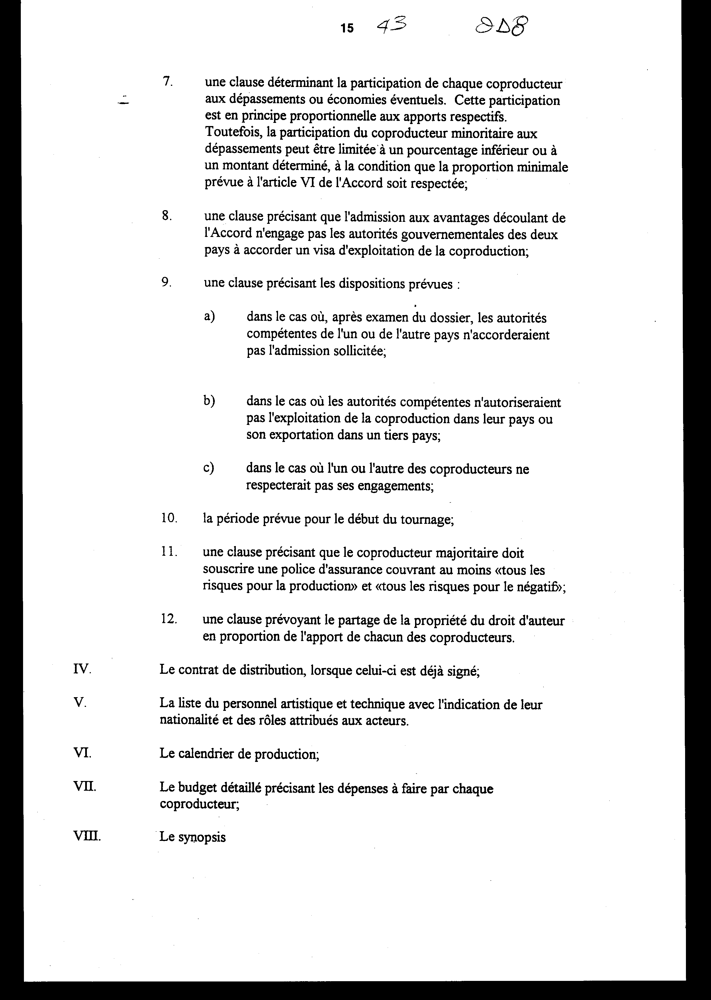 15 43
7. une clause déterminant la participation de chaque coproducteur
aux dépassements ou économies éventuels. Cette participation
est en principe proportionnelle aux apports respectifs.
Toutefois, la participation du coproducteur minoritaire aux
dépassements peut être limitée à un pourcentage inférieur ou à
un montant déterminé, à la condition que la proportion minimale
prévue à l'article VI de l'Accord soit respectée;
8. une clause précisant que l'admission aux avantages découlant de
l'Accord n'engage pas les autorités gouvernementales des deux
pays à accorder un visa d'exploitation de la coproduction;
9. une clause précisant les dispositions prévues :
a) dans le cas où, après examen du dossier, les autorités
compétentes de l'un ou de l'autre pays n'accorderaient
pas l'admission sollicitée;
b) dans le cas où les autorités compétentes n'autoriseraient
pas l'exploitation de la coproduction dans leur pays ou
son exportation dans un tiers pays;
c) dans le cas où l'un ou l'autre des coproducteurs ne
respecterait pas ses engagements;
10. la période prévue pour le début du tournage;
11. une clause précisant que le coproducteur majoritaire doit
souscrire une police d'assurance couvrant au moins «tous les
risques pour la production» et «tous les risques pour le négatif»;
12. une clause prévoyant le partage de la propriété du droit d'auteur
en proportion de l'apport de chacun des coproducteurs.
IV. Le contrat de distribution, lorsque celui-ci est déjà signé;
V. La liste du personnel artistique et technique avec l'indication de leur
nationalité et des rôles attribués aux acteurs.
VI. Le calendrier de production;
VII. Le budget détaillé précisant les dépenses à faire par chaque
coproducteur;
VIII. Le synopsis